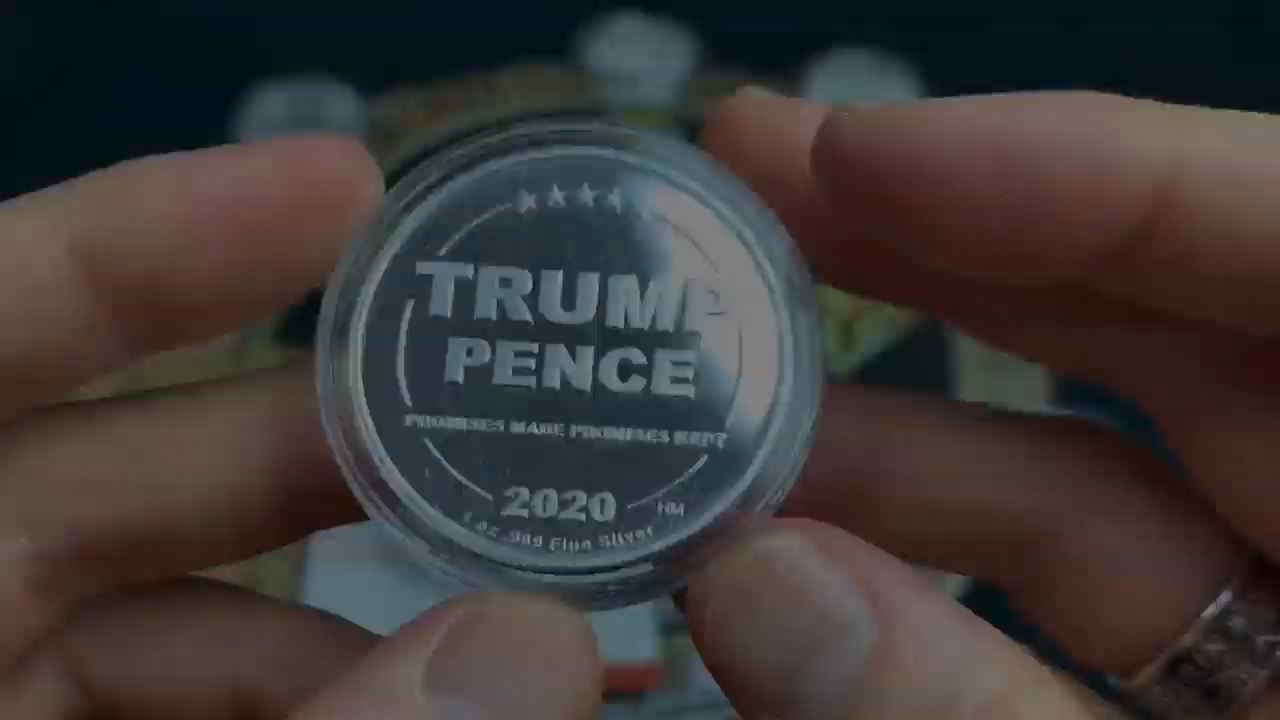 TRUMP
PENCE
PROMISES MADE PROMISES KEPT
2020
HM
1 oz .999 Fine Silver